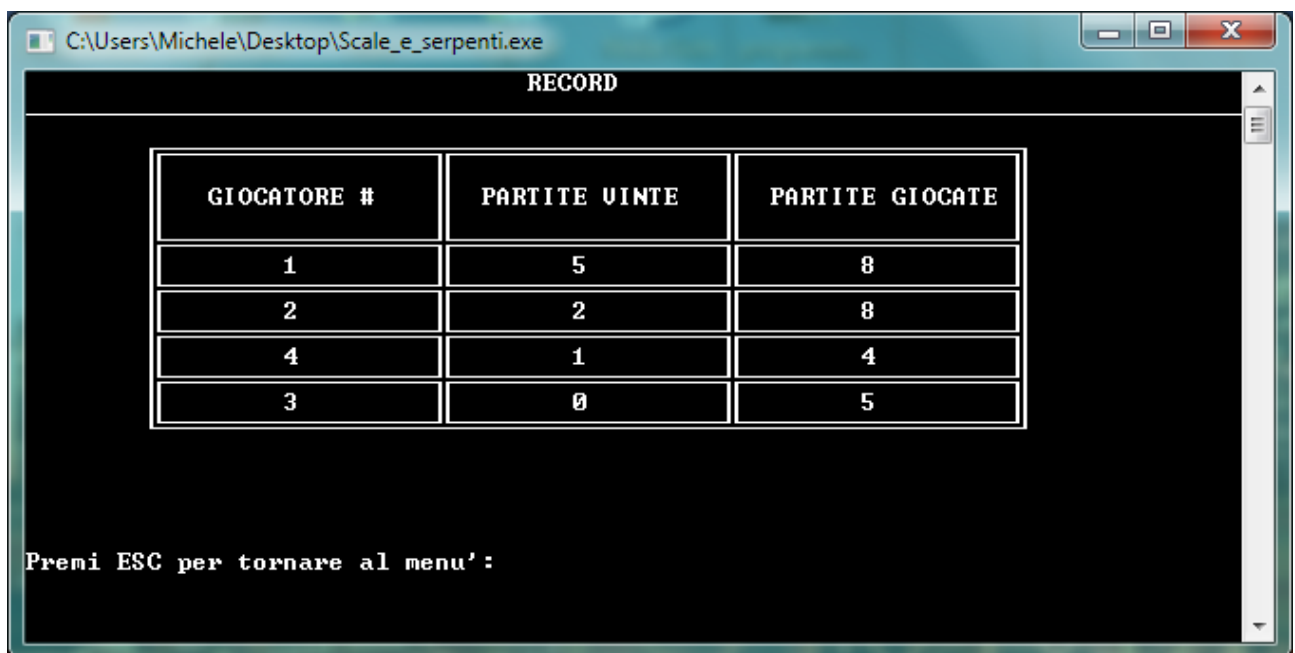 C:\Users\Michele\Desktop\Scale_e_serpenti.exe
RECORD
GIOCATORE # PARTITE VINTE PARTITE GIOCATE
1 5 8
2 2 8
4 1 4
3 0 5
Premi ESC per tornare al menu':